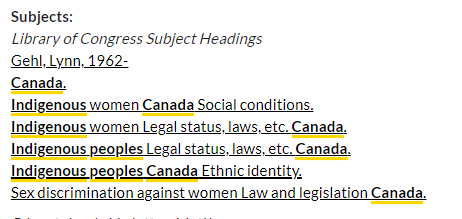 Subjects:
Library of Congress Subject Headings
Gehl, Lynn, 1962-
Canada.
Indigenous women Canada Social conditions.
Indigenous women Legal status, laws, etc. Canada.
Indigenous peoples Legal status, laws, etc. Canada.
Indigenous peoples Canada Ethnic identity.
Sex discrimination against women Law and legislation Canada.